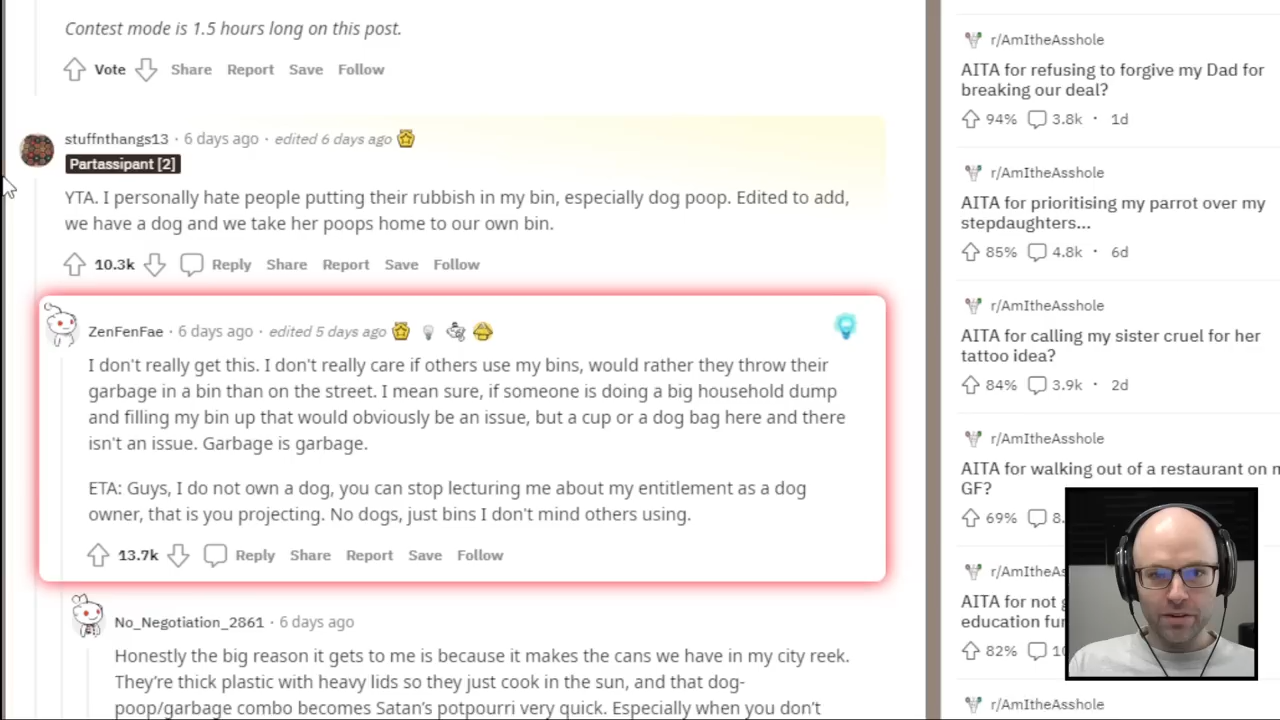 Contest mode is 1.5 hours long on this post.
Vote Share Report Save Follow
stuffnthangs13 · 6 days ago · edited 6 days ago
Partassipant [2]
YTA. I personally hate people putting their rubbish in my bin, especially dog poop. Edited to add,
we have a dog and we take her poops home to our own bin.
10.3k Reply Share Report Save Follow
ZenFenFae · 6 days ago · edited 5 days ago
I don't really get this. I don't really care if others use my bins, would rather they throw their
garbage in a bin than on the street. I mean sure, if someone is doing a big household dump
and filling my bin up that would obviously be an issue, but a cup or a dog bag here and there
isn't an issue. Garbage is garbage.
ETA: Guys, I do not own a dog, you can stop lecturing me about my entitlement as a dog
owner, that is you projecting. No dogs, just bins I don't mind others using.
13.7k Reply Share Report Save Follow
No_Negotiation_2861 · 6 days ago
Honestly the big reason it gets to me is because it makes the cans we have in my city reek.
They're thick plastic with heavy lids so they just cook in the sun, and that dog-
poop/garbage combo becomes Satan's potpourri very quick. Especially when you don't
r/AmItheAsshole
AITA for refusing to forgive my Dad for
breaking our deal?
94% 3.8k · 1d
r/AmItheAsshole
AITA for prioritising my parrot over my
stepdaughters...
85% 4.8k · 6d
r/AmItheAsshole
AITA for calling my sister cruel for her
tattoo idea?
84% 3.9k · 2d
r/AmItheAsshole
AITA for walking out of a restaurant on
GF?
69% 8.
r/AmItheAs
AITA for not
education fu
82% 10
r/AmItheAsshole